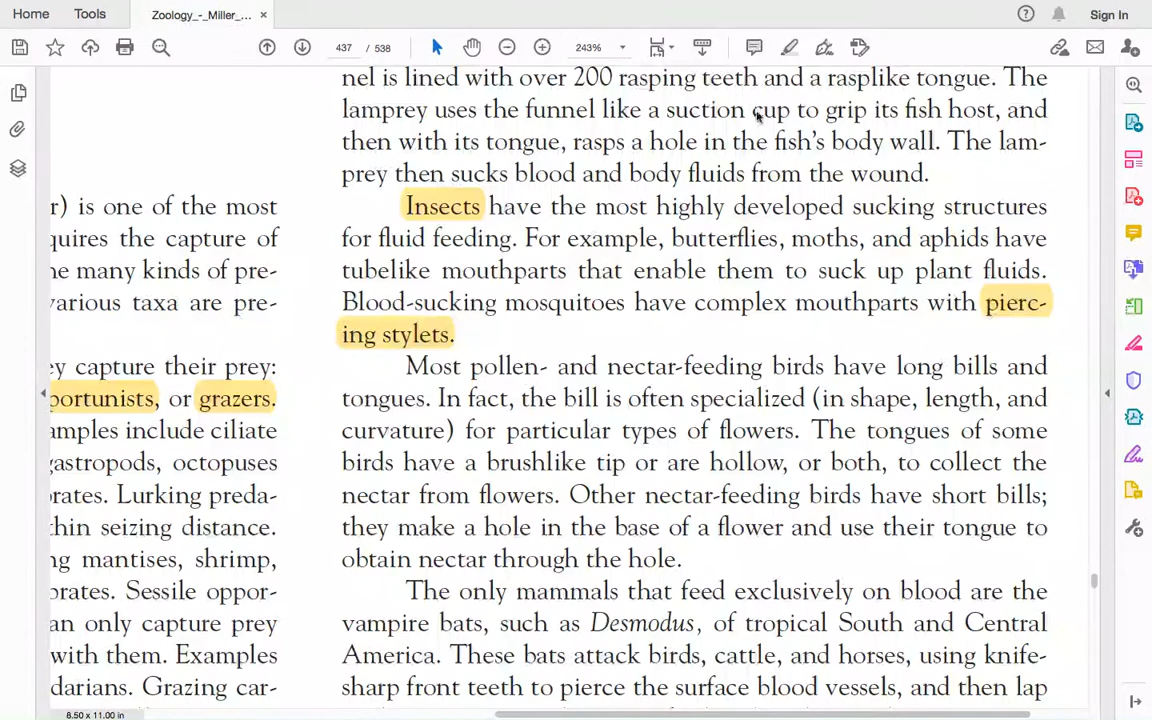 Home
Tools
Zoology_-_Miller_...
Sign In
437 / 538
243%
r) is one of the most
quires the capture of
e many kinds of pre-
various taxa are pre-
ey capture their prey:
portunists, or grazers.
amples include ciliate
gastropods, octopuses
brates. Lurking preda-
thin seizing distance.
ng mantises, shrimp,
brates. Sessile oppor-
an only capture prey
with them. Examples
darians. Grazing car-
nel is lined with over 200 rasping teeth and a rasplike tongue. The
lamprey uses the funnel like a suction cup to grip its fish host, and
then with its tongue, rasps a hole in the fish's body wall. The lam-
prey then sucks blood and body fluids from the wound.
Insects have the most highly developed sucking structures
for fluid feeding. For example, butterflies, moths, and aphids have
tubelike mouthparts that enable them to suck up plant fluids.
Blood-sucking mosquitoes have complex mouthparts with pierc-
ing stylets.
Most pollen- and nectar-feeding birds have long bills and
tongues. In fact, the bill is often specialized (in shape, length, and
curvature) for particular types of flowers. The tongues of some
birds have a brushlike tip or are hollow, or both, to collect the
nectar from flowers. Other nectar-feeding birds have short bills;
they make a hole in the base of a flower and use their tongue to
obtain nectar through the hole.
The only mammals that feed exclusively on blood are the
vampire bats, such as Desmodus, of tropical South and Central
America. These bats attack birds, cattle, and horses, using knife-
sharp front teeth to pierce the surface blood vessels, and then lap
8.50 x 11.00 in